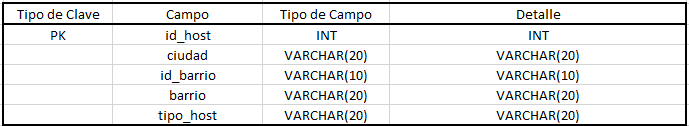 Tipo de Clave Campo Tipo de Campo Detalle
PK id_host INT INT
ciudad VARCHAR(20) VARCHAR(20)
id_barrio VARCHAR(10) VARCHAR(10)
barrio VARCHAR(20) VARCHAR(20)
tipo_host VARCHAR(20) VARCHAR(20)